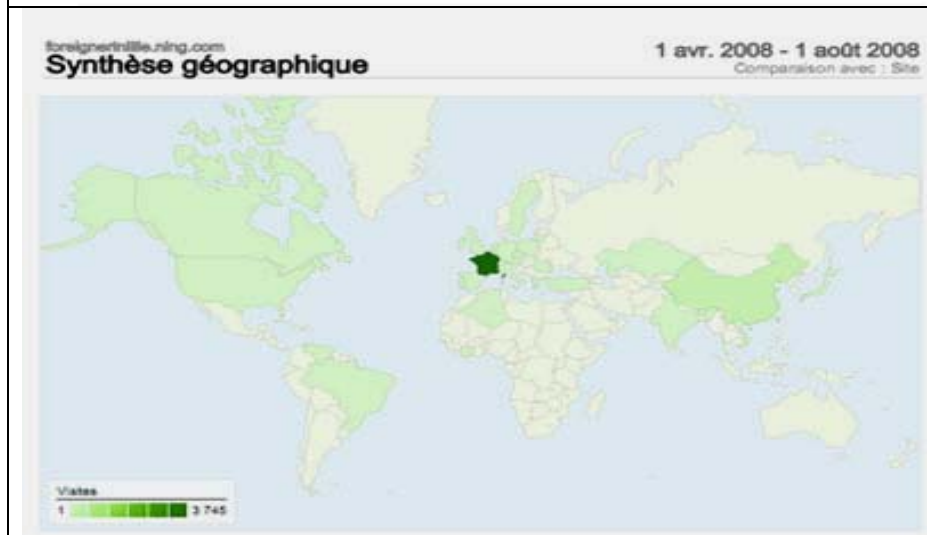 foreignerinlille.ning.com
Synthèse géographique
1 avr. 2008 - 1 août 2008
Comparaison avec : Site
Visites
1 3 745